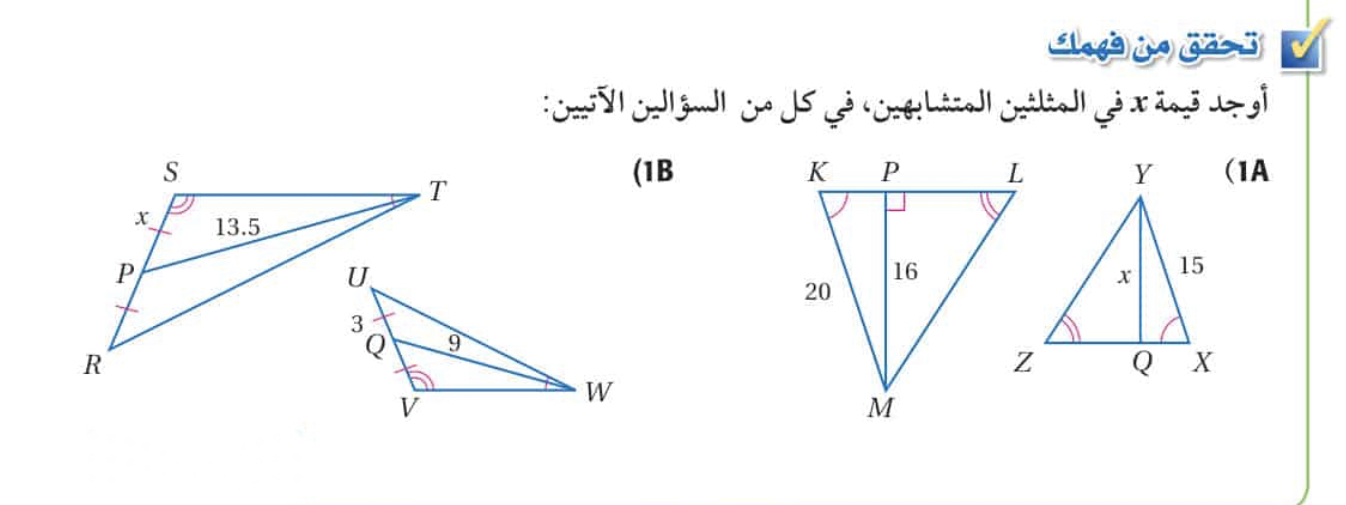 تحقق من فهمك
أوجد قيمة x في المثلثين المتشابهين، في كل من السؤالين الآتيين:
(1A
Y
15
x
Z
Q
X
K
P
L
16
20
M
(1B
S
T
x
13.5
P
R
U
3
Q
9
V
W